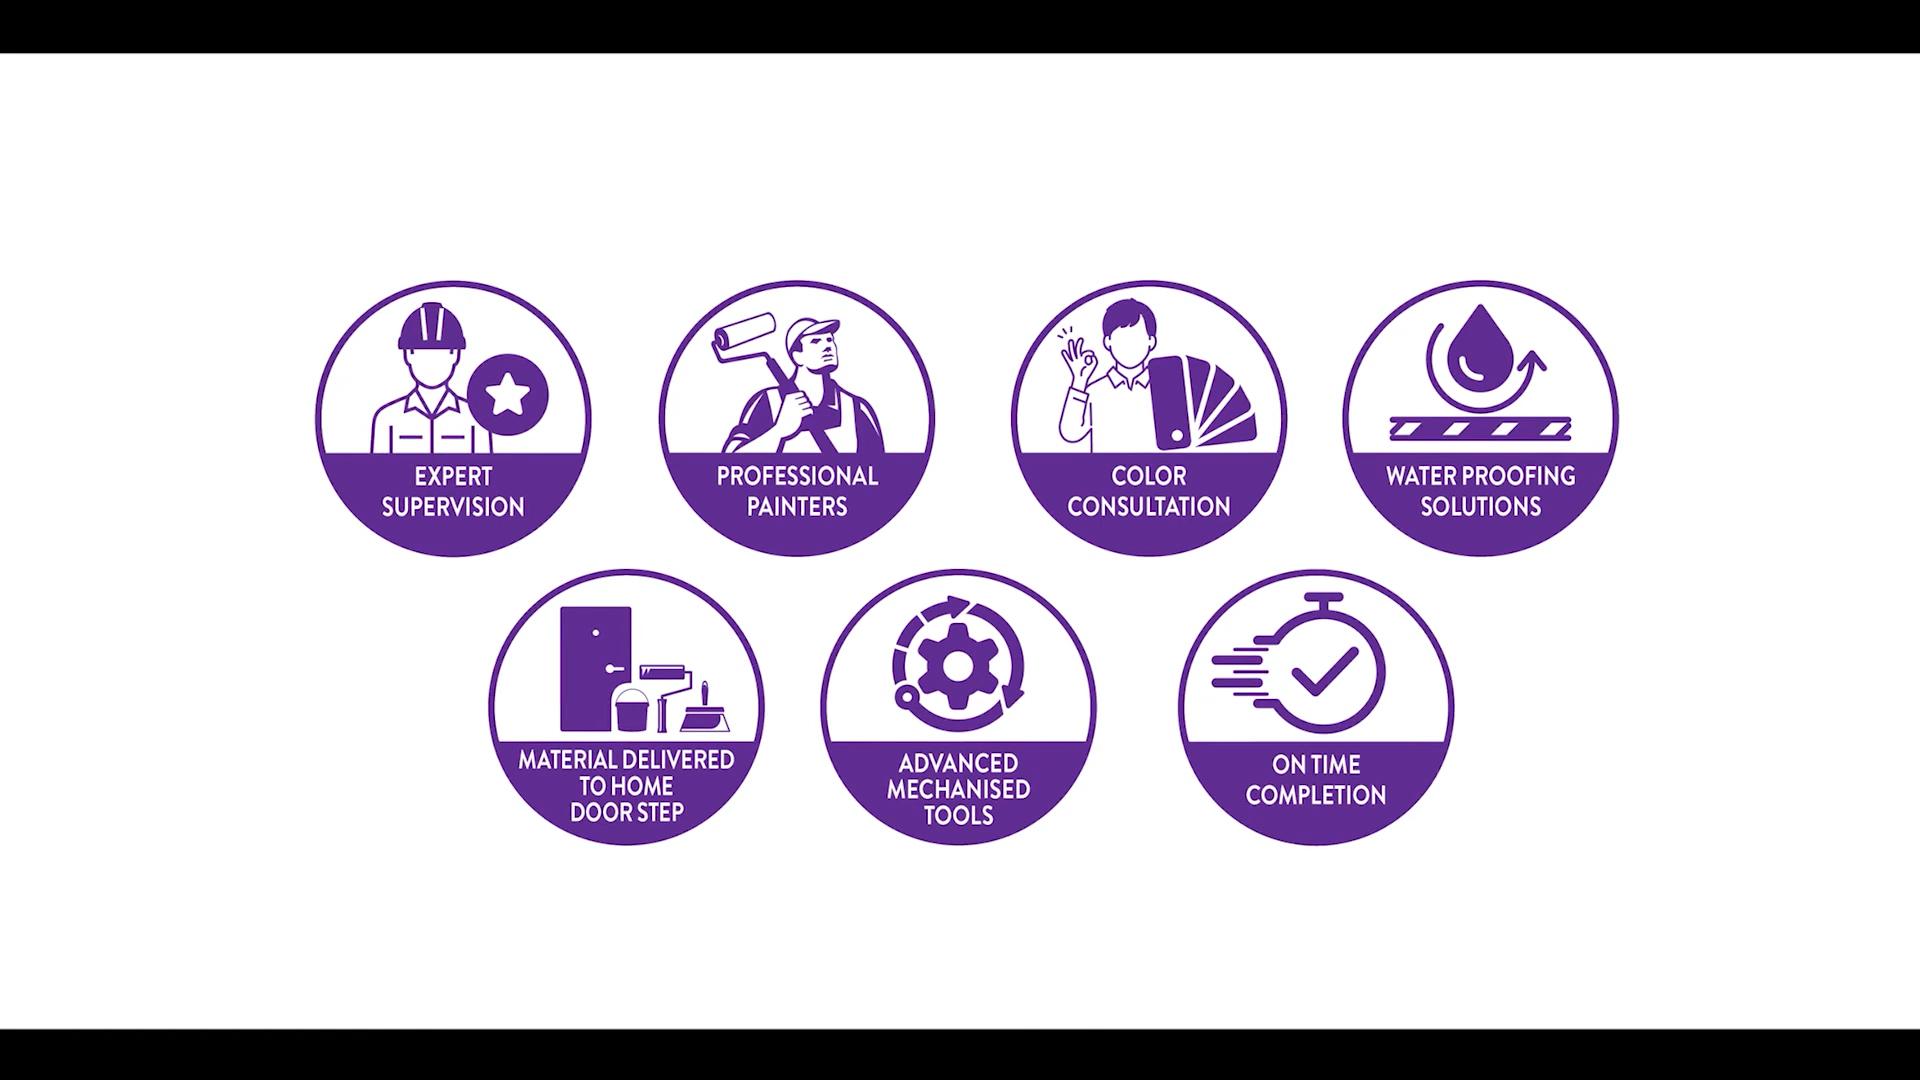 EXPERT
SUPERVISION
PROFESSIONAL
PAINTERS
COLOR
CONSULTATION
WATER PROOFING
SOLUTIONS
MATERIAL DELIVERED
TO HOME
DOOR STEP
ADVANCED
MECHANISED
TOOLS
ON TIME
COMPLETION